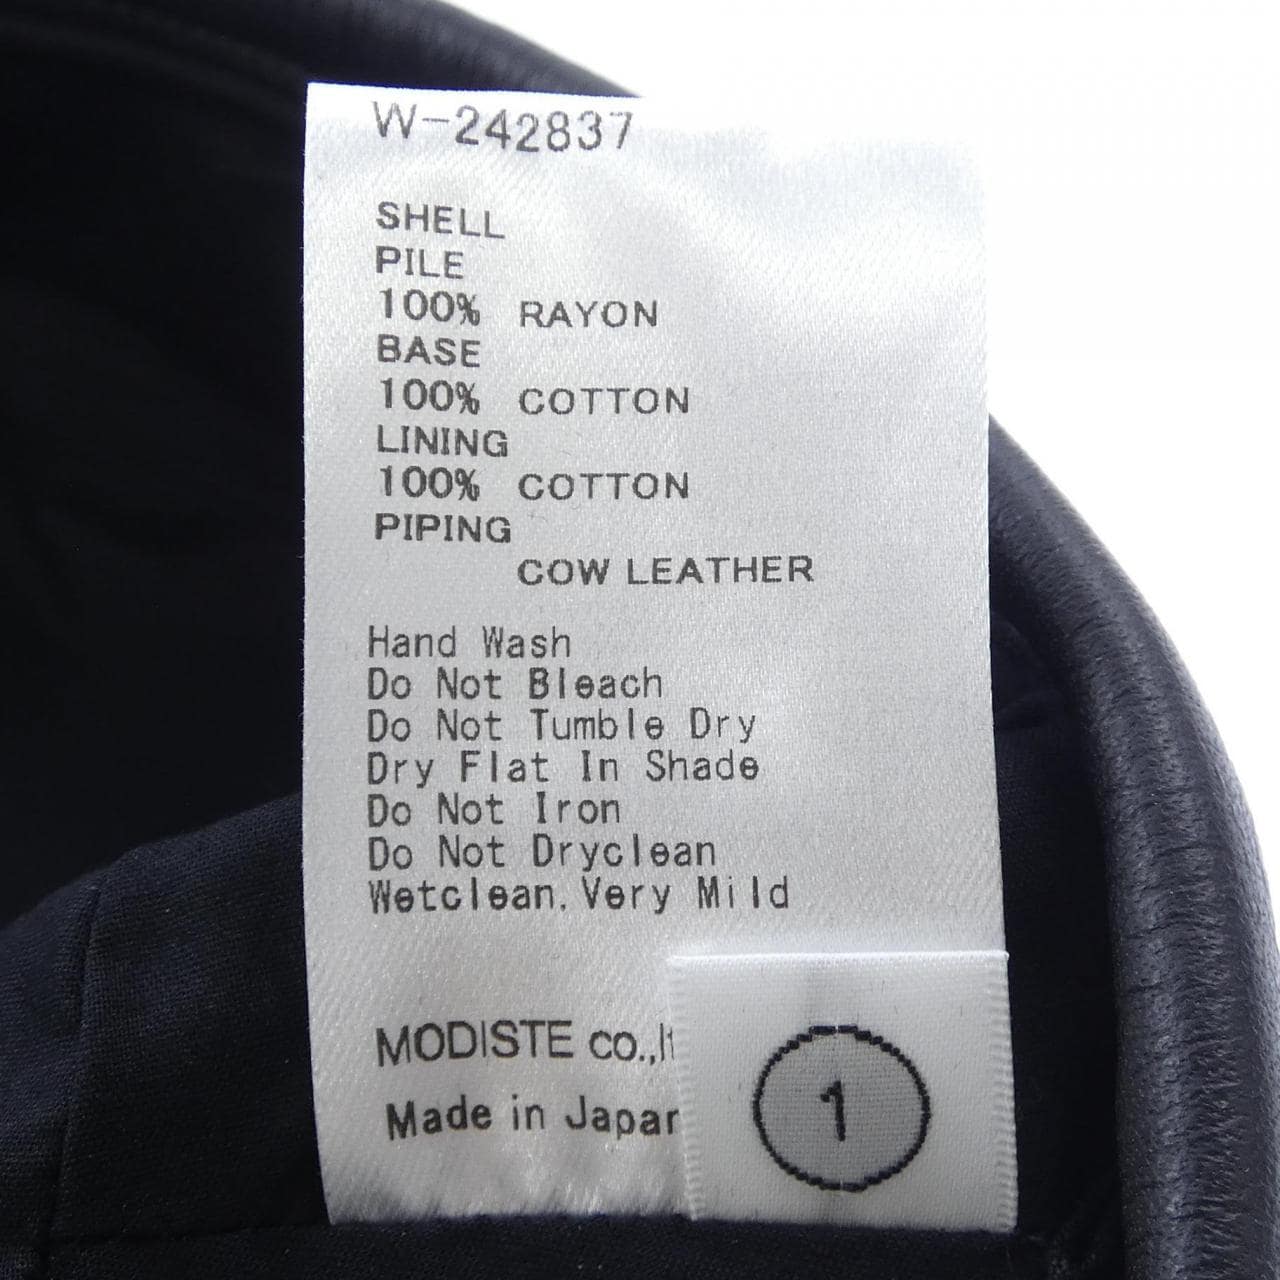 W-242837
SHELL
PILE
100% RAYON
BASE
100% COTTON
LINING
100% COTTON
PIPING
COW LEATHER
Hand Wash
Do Not Bleach
Do Not Tumble Dry
Dry Flat In Shade
Do Not Iron
Do Not Dryclean
Wetclean.Very Mild
MODISTE co.,l
Made in Japa
1